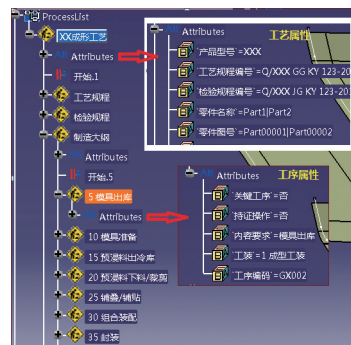 ProcessList
XX成形工艺
Attributes
开始.1
工艺规程
检验规程
制造大纲
Attributes
开始.5
5 模具出库
Attributes
10 模具准备
15 预浸料出冷库
20 预浸料下料/裁剪
25 铺叠/铺贴
30 组合装配
35 封装
Attributes 工艺属性
`产品型号`=XXX
`工艺规程编号`=Q/XXX GG KY 123-20
`检验规程编号`=Q/XXX JG KY 123-201
`零件名称`=Part1|Part2
`零件图号`=Part00001|Part00002
Attributes 工序属性
`关键工序`=否
`持证操作`=否
`内容要求`=模具出库
`工装`=1 成型工装
`工序编码`=GX002